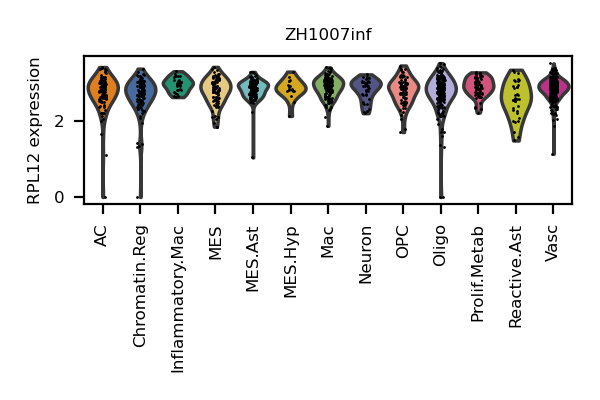 ZH1007inf
RPL12 expression
2
0
AC
Chromatin.Reg
Inflammatory.Mac
MES
MES.Ast
MES.Hyp
Mac
Neuron
OPC
Oligo
Prolif.Metab
Reactive.Ast
Vasc